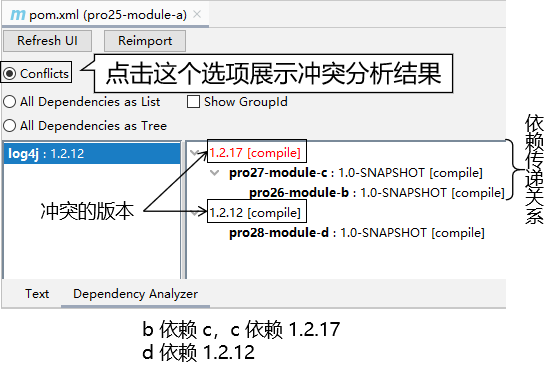 pom.xml (pro25-module-a)
Refresh UI
Reimport
Conflicts
点击这个选项展示冲突分析结果
All Dependencies as List
Show GroupId
All Dependencies as Tree
log4j : 1.2.12
1.2.17 [compile]
pro27-module-c : 1.0-SNAPSHOT [compile]
pro26-module-b : 1.0-SNAPSHOT [compile]
1.2.12 [compile]
pro28-module-d : 1.0-SNAPSHOT [compile]
冲突的版本
依赖传递关系
Text
Dependency Analyzer
b 依赖 c，c 依赖 1.2.17
d 依赖 1.2.12